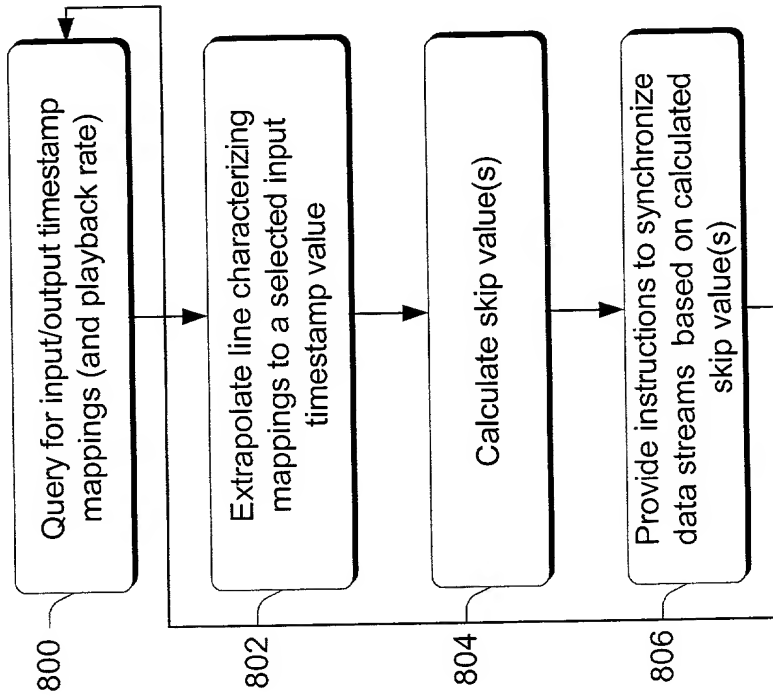 800
Query for input/output timestamp
mappings (and playback rate)
802
Extrapolate line characterizing
mappings to a selected input
timestamp value
804
Calculate skip value(s)
806
Provide instructions to synchronize
data streams based on calculated
skip value(s)